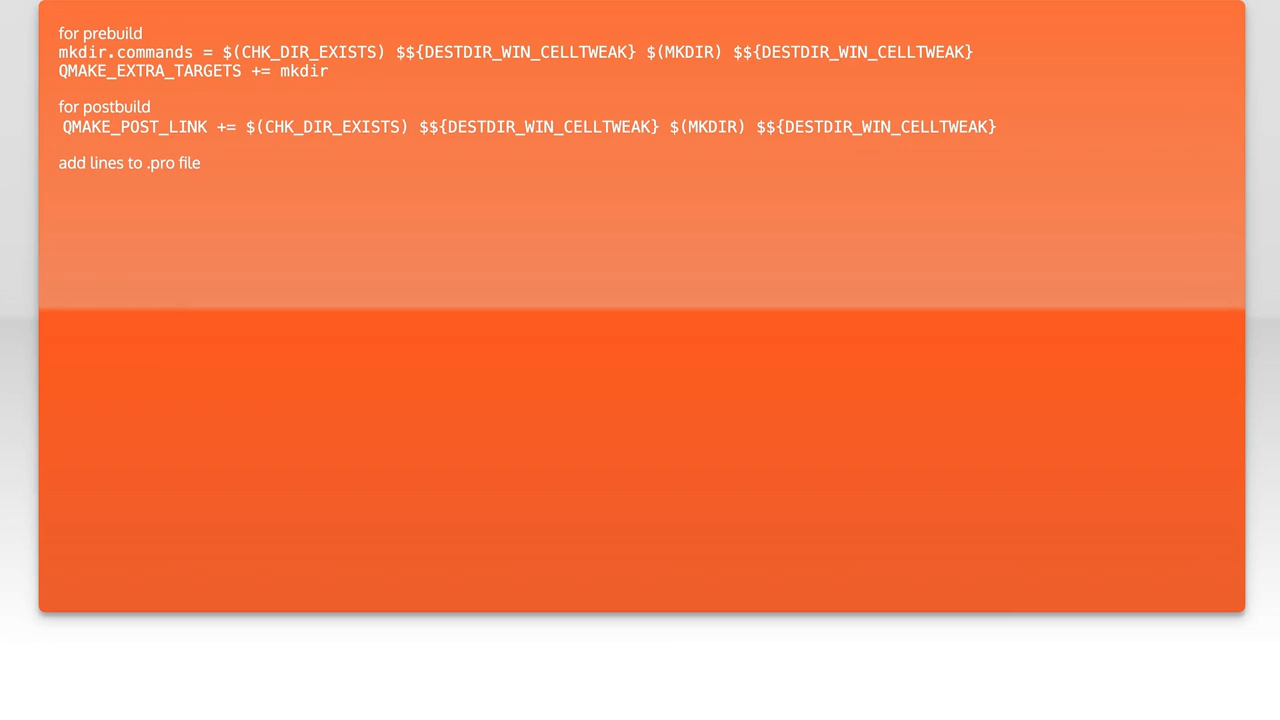 for prebuild
mkdir.commands = $(CHK_DIR_EXISTS) $${DESTDIR_WIN_CELLTWEAK} $(MKDIR) $${DESTDIR_WIN_CELLTWEAK}
QMAKE_EXTRA_TARGETS += mkdir
for postbuild
QMAKE_POST_LINK += $(CHK_DIR_EXISTS) $${DESTDIR_WIN_CELLTWEAK} $(MKDIR) $${DESTDIR_WIN_CELLTWEAK}
add lines to .pro file